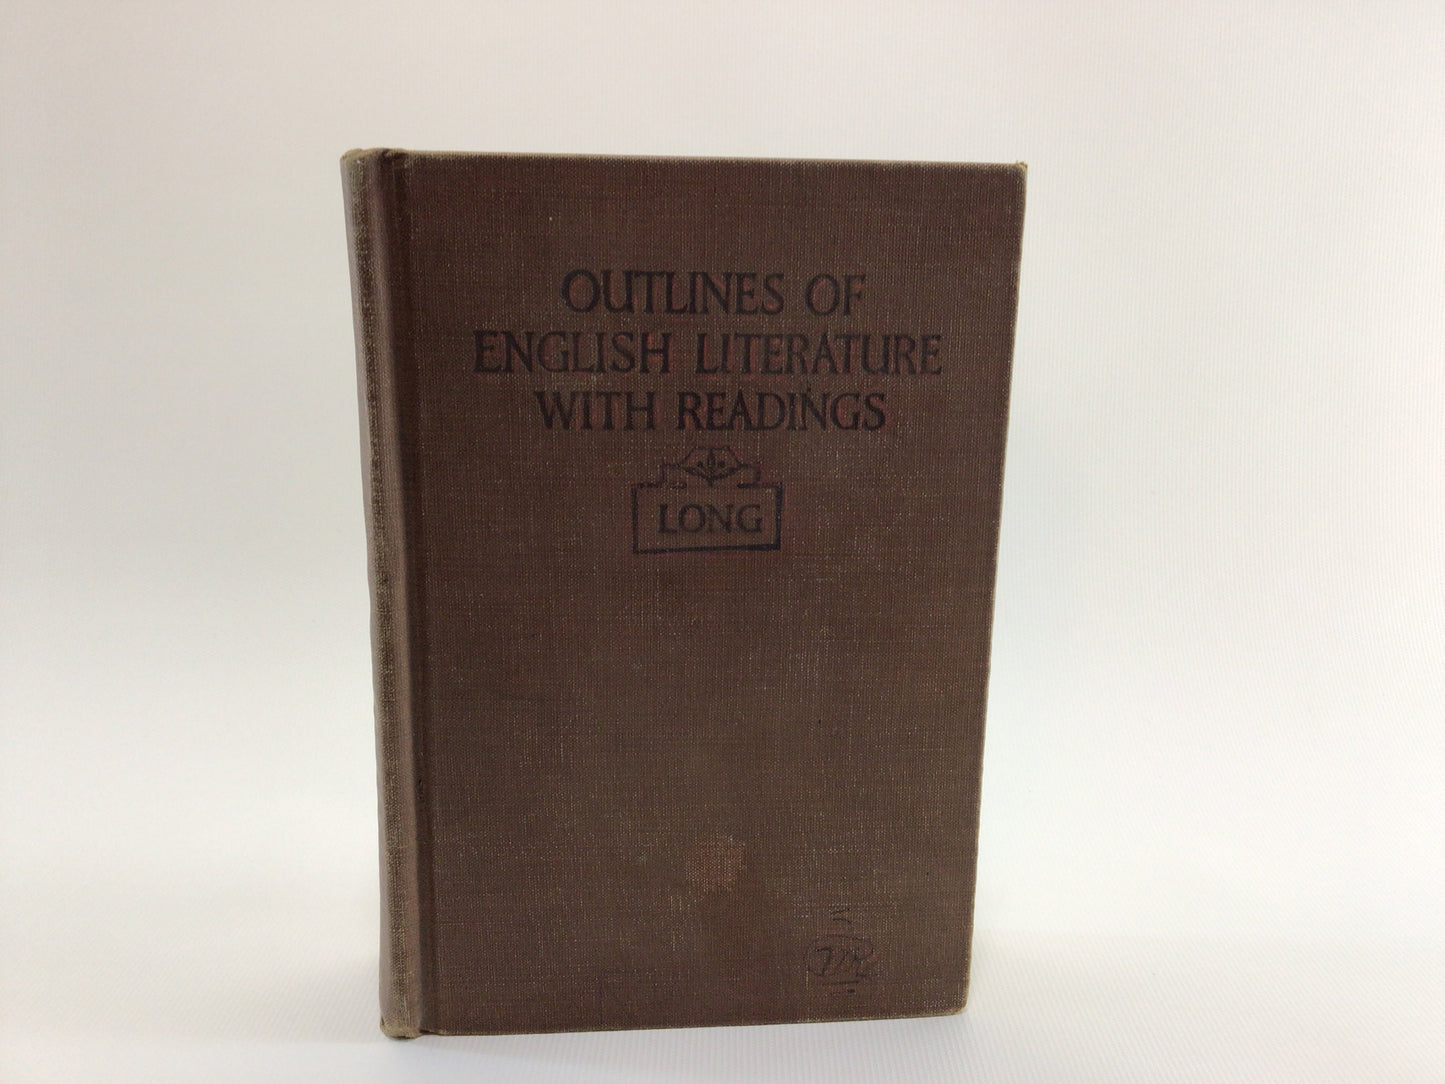 OUTLINES OF
ENGLISH LITERATURE
WITH READINGS
LONG